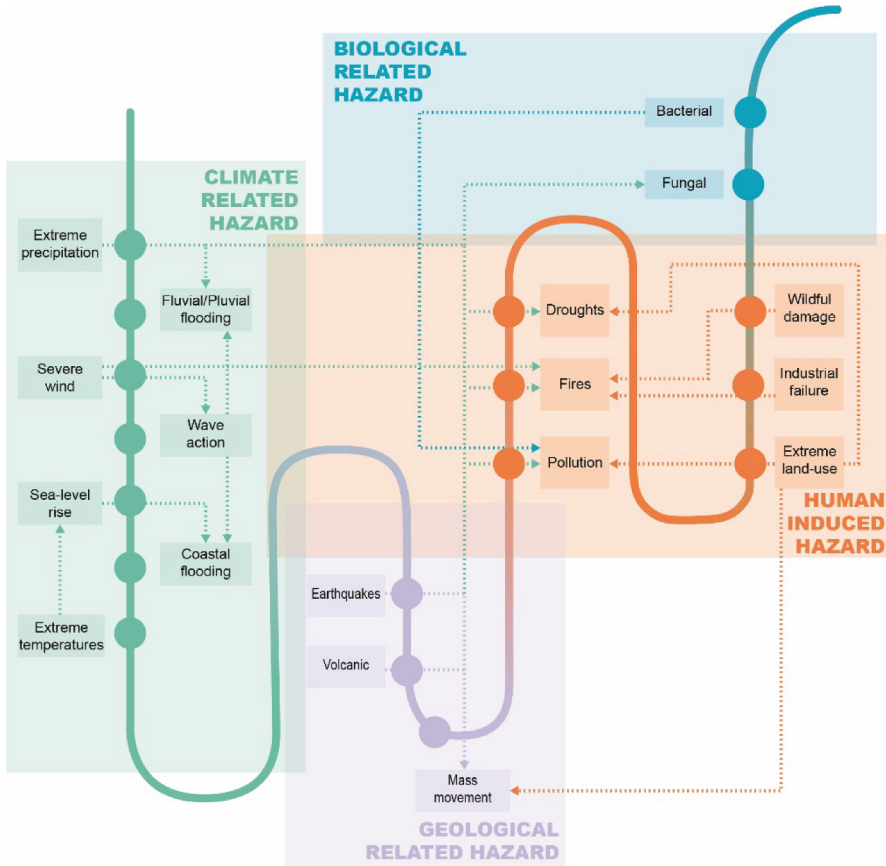 BIOLOGICAL
RELATED
HAZARD
Bacterial
Fungal
CLIMATE
RELATED
HAZARD
Extreme
precipitation
Fluvial/Pluvial
flooding
Severe
wind
Wave
action
Sea-level
rise
Coastal
flooding
Extreme
temperatures
Droughts
Wildful
damage
Fires
Industrial
failure
Pollution
Extreme
land-use
HUMAN
INDUCED
HAZARD
Earthquakes
Volcanic
Mass
movement
GEOLOGICAL
RELATED HAZARD